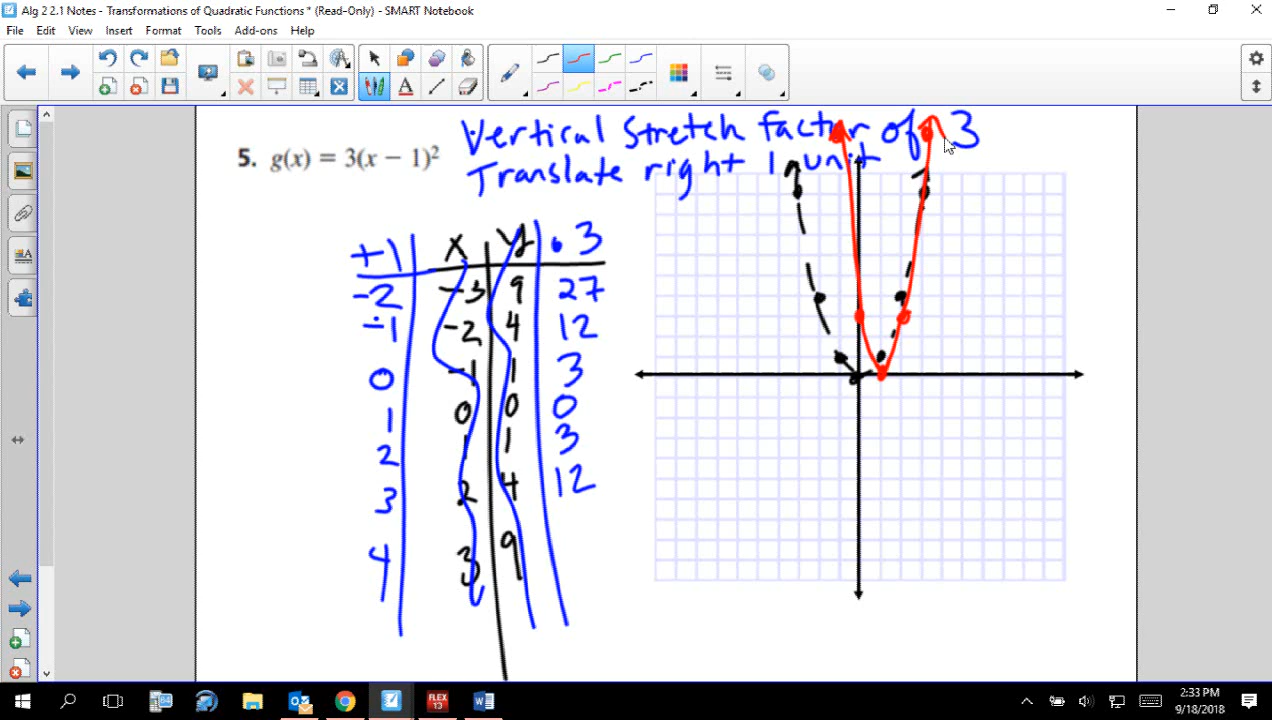 Alg 2 2.1 Notes - Transformations of Quadratic Functions * (Read-Only) - SMART Notebook
File Edit View Insert Format Tools Add-ons Help
Vertical Stretch factor of 3
5. g(x) = 3(x − 1)²
Translate right 1 unit
+1 x y • 3
-2 -3 9 27
-1 -2 4 12
0 -1 1 3
1 0 0 0
2 1 1 3
3 2 4 12
4 3 9
FLEX 13
2:33 PM
9/18/2018